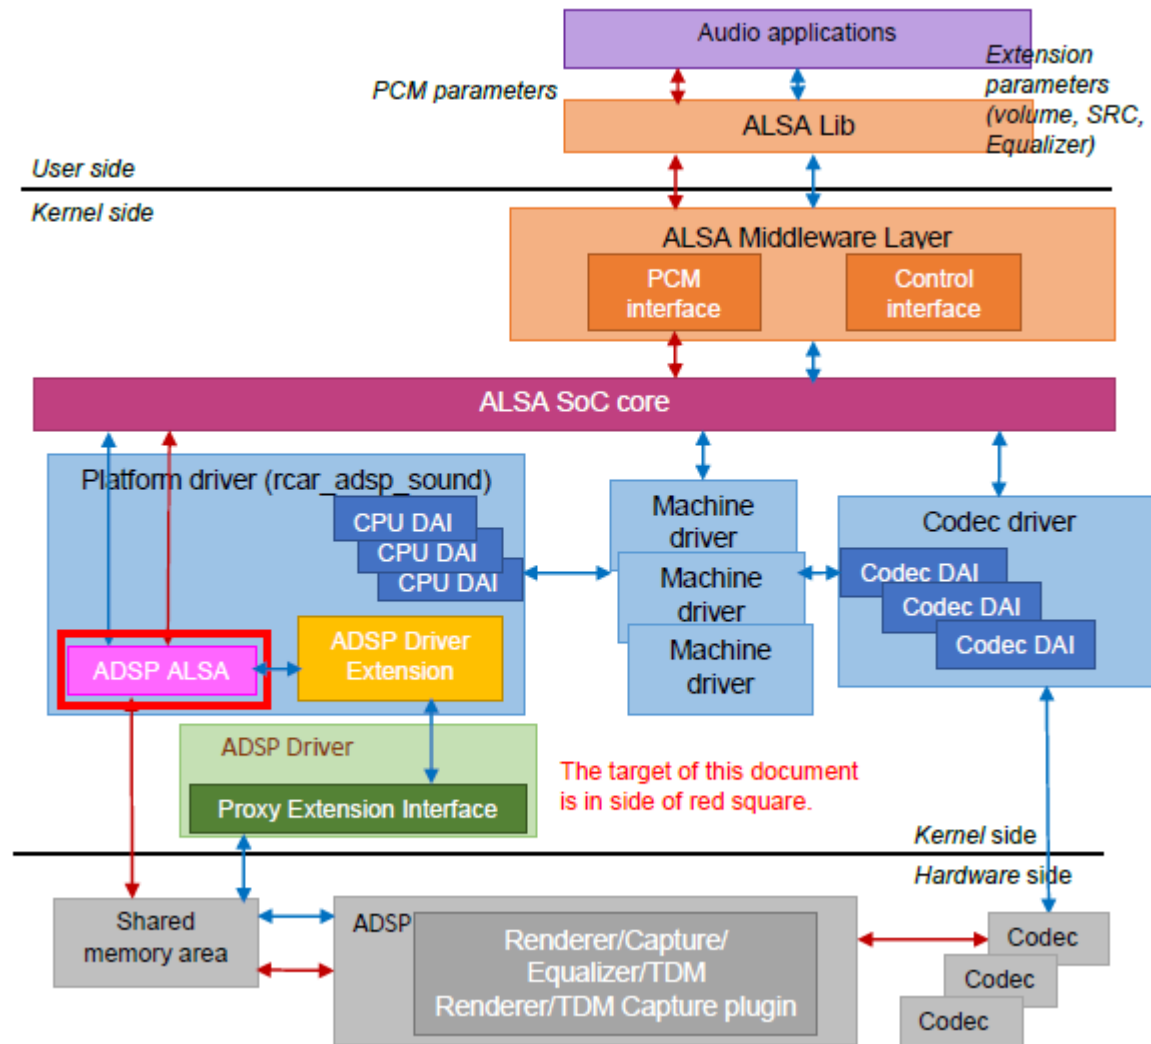 Audio applications
PCM parameters
Extension
parameters
(volume, SRC,
Equalizer)
ALSA Lib
User side
Kernel side
ALSA Middleware Layer
PCM
interface
Control
interface
ALSA SoC core
Platform driver (rcar_adsp_sound)
CPU DAI
CPU DAI
CPU DAI
Machine
driver
Machine
driver
Machine
driver
Codec driver
Codec DAI
Codec DAI
Codec DAI
ADSP ALSA
ADSP Driver
Extension
ADSP Driver
Proxy Extension Interface
The target of this document
is in side of red square.
Kernel side
Hardware side
Shared
memory area
ADSP
Renderer/Capture/
Equalizer/TDM
Renderer/TDM Capture plugin
Codec
Codec
Codec